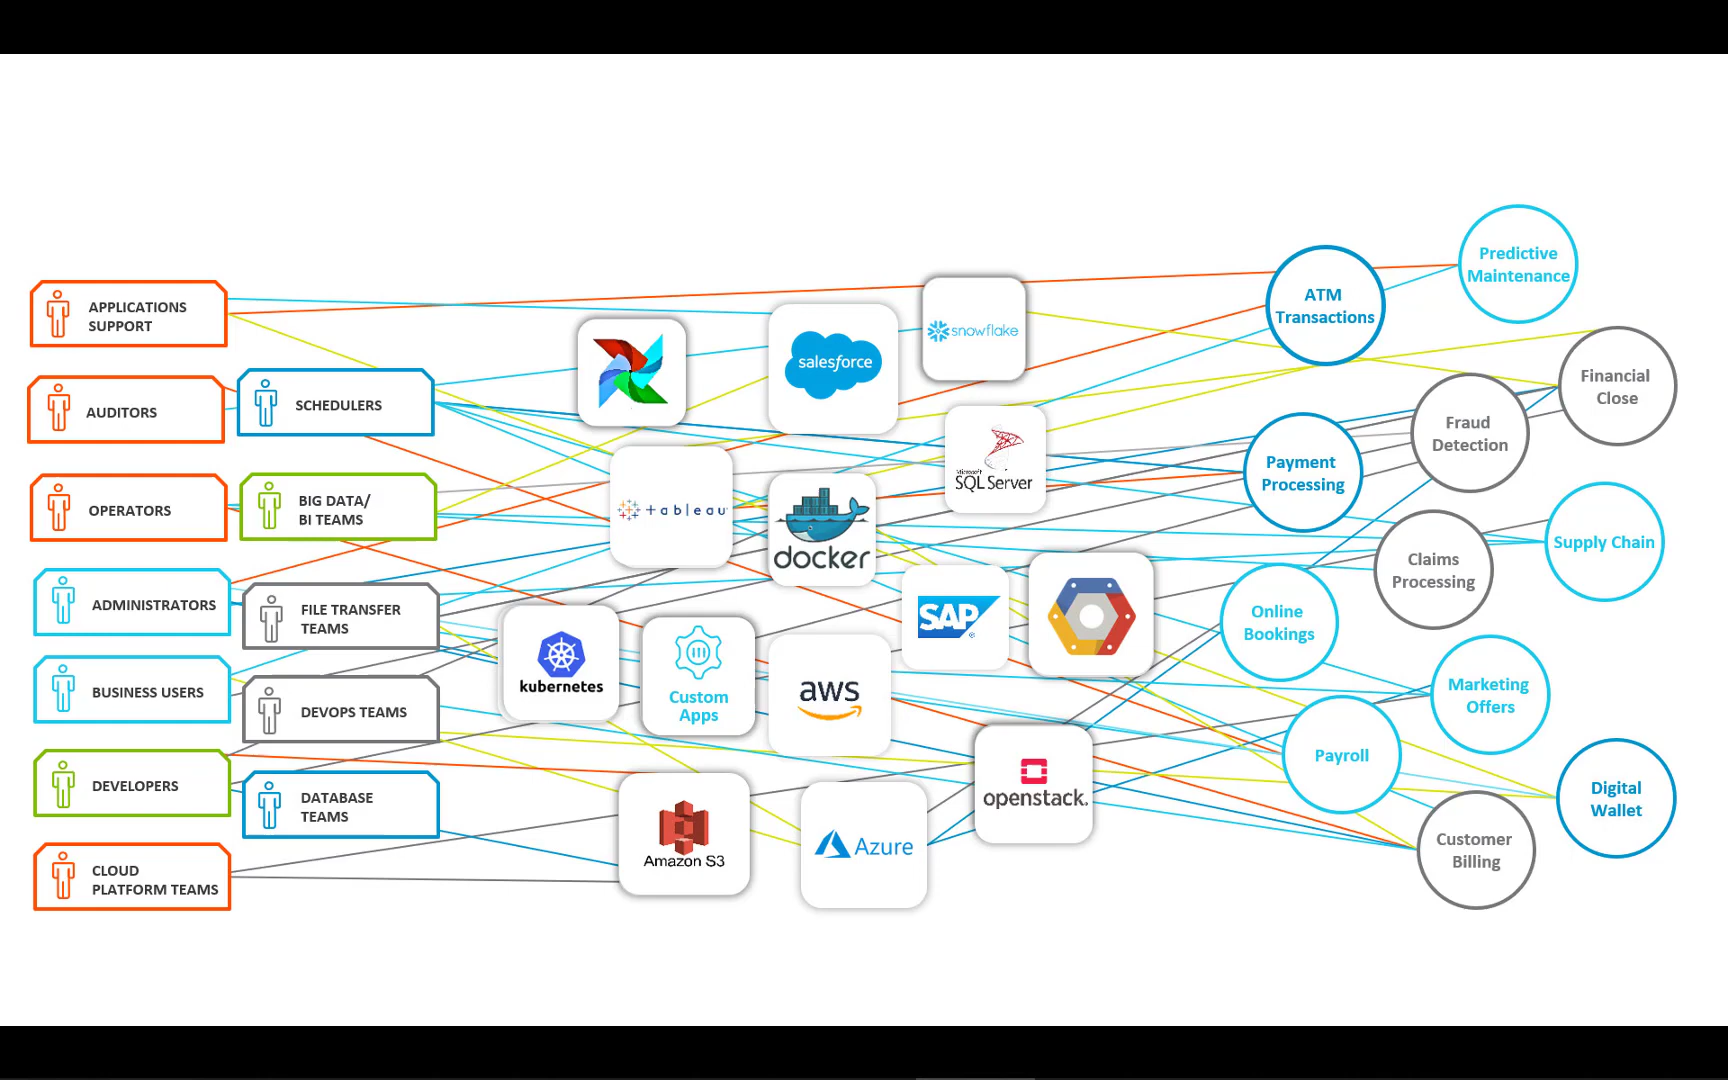 APPLICATIONS
SUPPORT
AUDITORS
OPERATORS
ADMINISTRATORS
BUSINESS USERS
DEVELOPERS
CLOUD
PLATFORM TEAMS
SCHEDULERS
BIG DATA/
BI TEAMS
FILE TRANSFER
TEAMS
DEVOPS TEAMS
DATABASE
TEAMS
salesforce
snowflake
+ableau
docker
Microsoft
SQL Server
kubernetes
Custom
Apps
aws
SAP
Amazon S3
Azure
openstack.
ATM
Transactions
Predictive
Maintenance
Financial
Close
Fraud
Detection
Payment
Processing
Claims
Processing
Supply Chain
Online
Bookings
Marketing
Offers
Payroll
Digital
Wallet
Customer
Billing